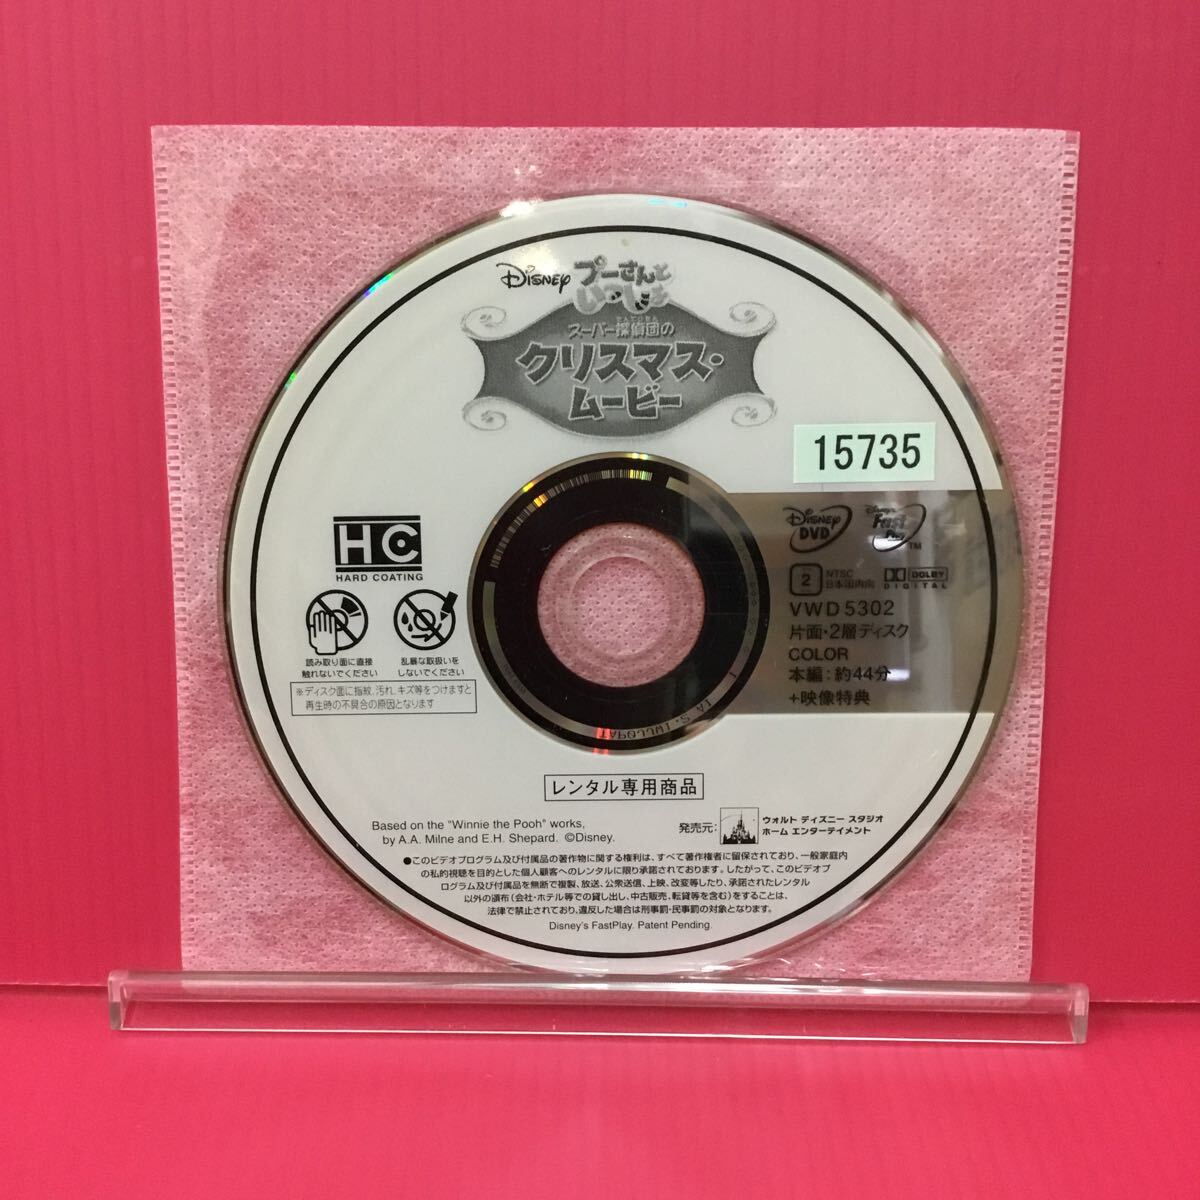 Disney プーさんと
いっしょ
たんていだん
スーパー探偵団の
クリスマス・
ムービー
15735
HC
HARD COATING
読み取り面に直接
触れないでください
乱暴な取扱いを
しないでください
※ディスク面に指紋、汚れ、キズ等をつけますと
再生時の不具合の原因となります
Disney DVD
Disney's Fast Play TM
2 NTSC
日本国内向
DOLBY
DIGITAL
VWD5302
片面・2層ディスク
COLOR
本編：約44分
+映像特典
レンタル専用商品
Based on the "Winnie the Pooh" works,
by A.A. Milne and E.H. Shepard. ©Disney.
発売元：
ウォルト ディズニー スタジオ
ホーム エンターテイメント
●このビデオプログラム及び付属品の著作物に関する権利は、すべて著作権者に留保されており、一般家庭内
の私的視聴を目的とした個人顧客へのレンタルに限り承諾されております。したがって、このビデオプ
ログラム及び付属品を無断で複製、放送、公衆送信、上映、改変等したり、承諾されたレンタル
以外の頒布（会社・ホテル等での貸し出し、中古販売、転貸等を含む）をすることは、
法律で禁止されており、違反した場合は刑事罰・民事罰の対象となります。
Disney's FastPlay. Patent Pending.